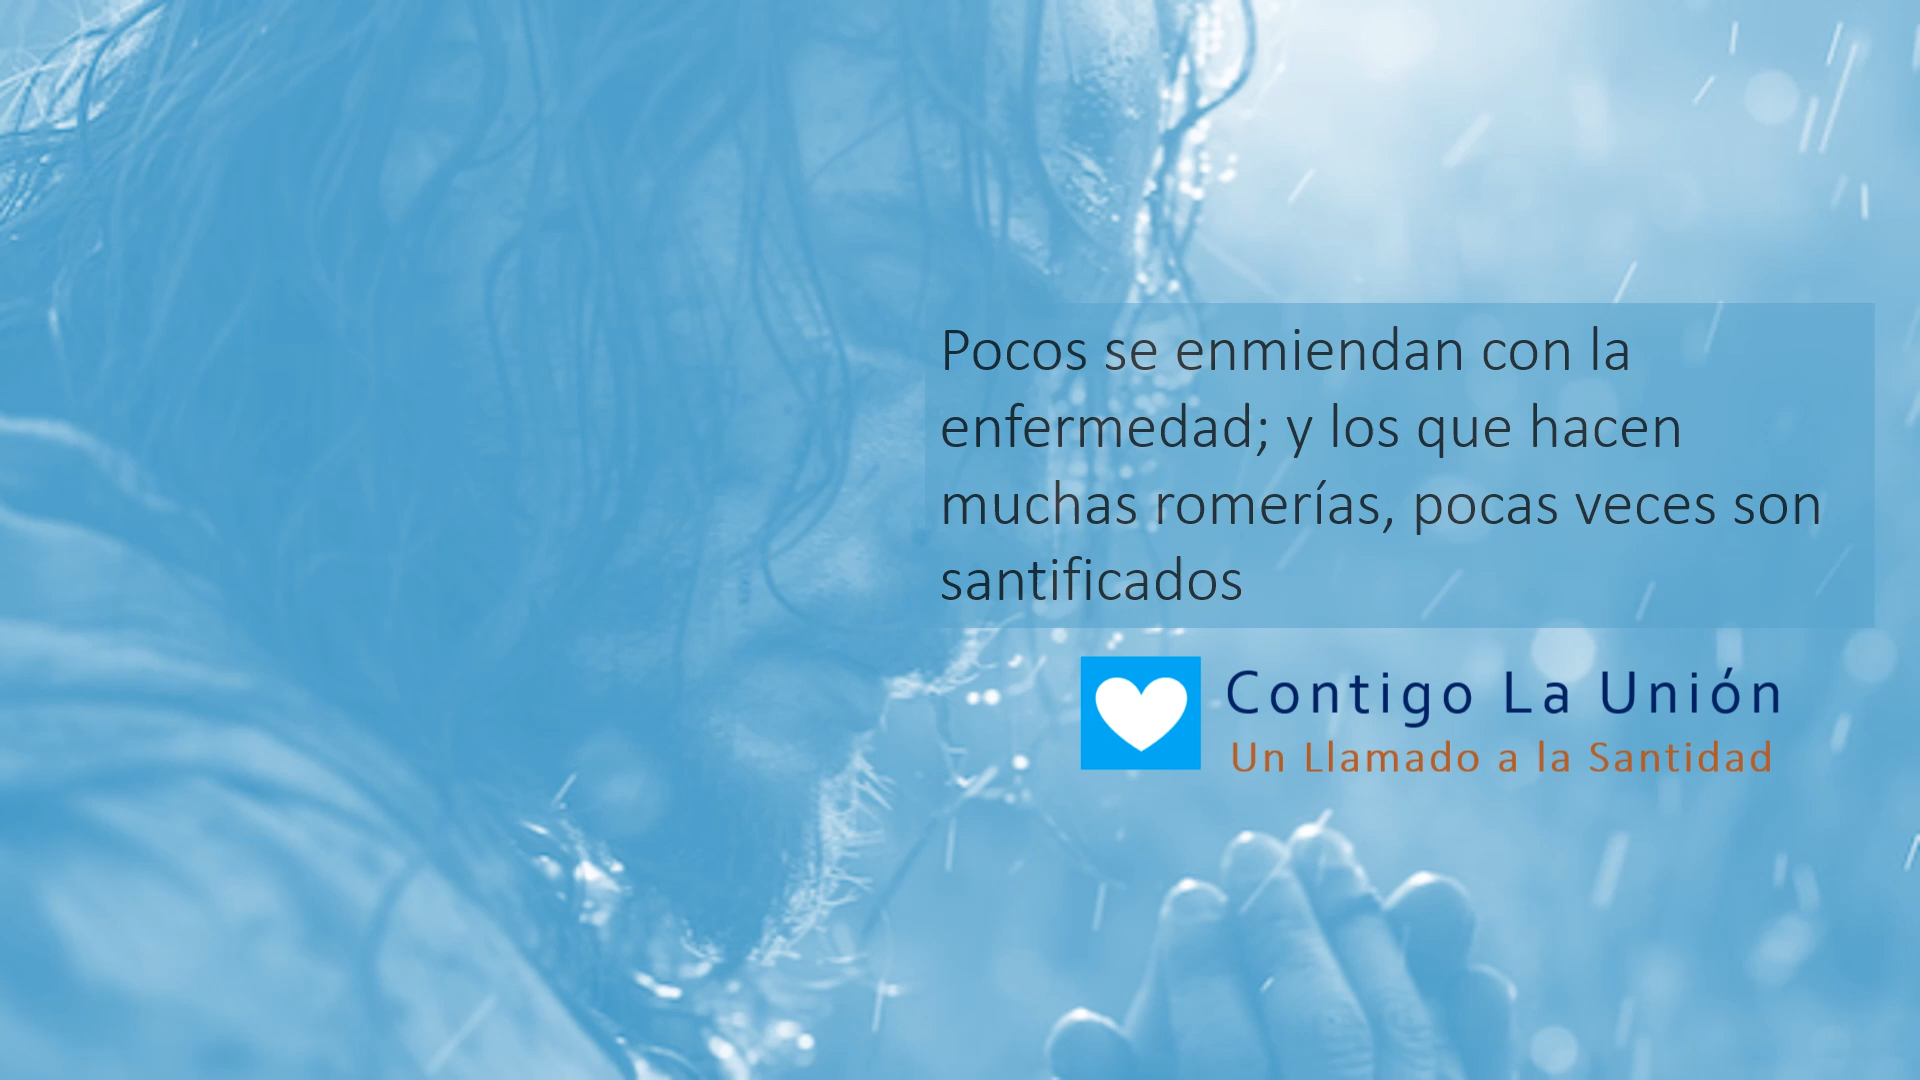 Pocos se enmiendan con la
enfermedad; y los que hacen
muchas romerías, pocas veces son
santificados
Contigo La Unión
Un Llamado a la Santidad